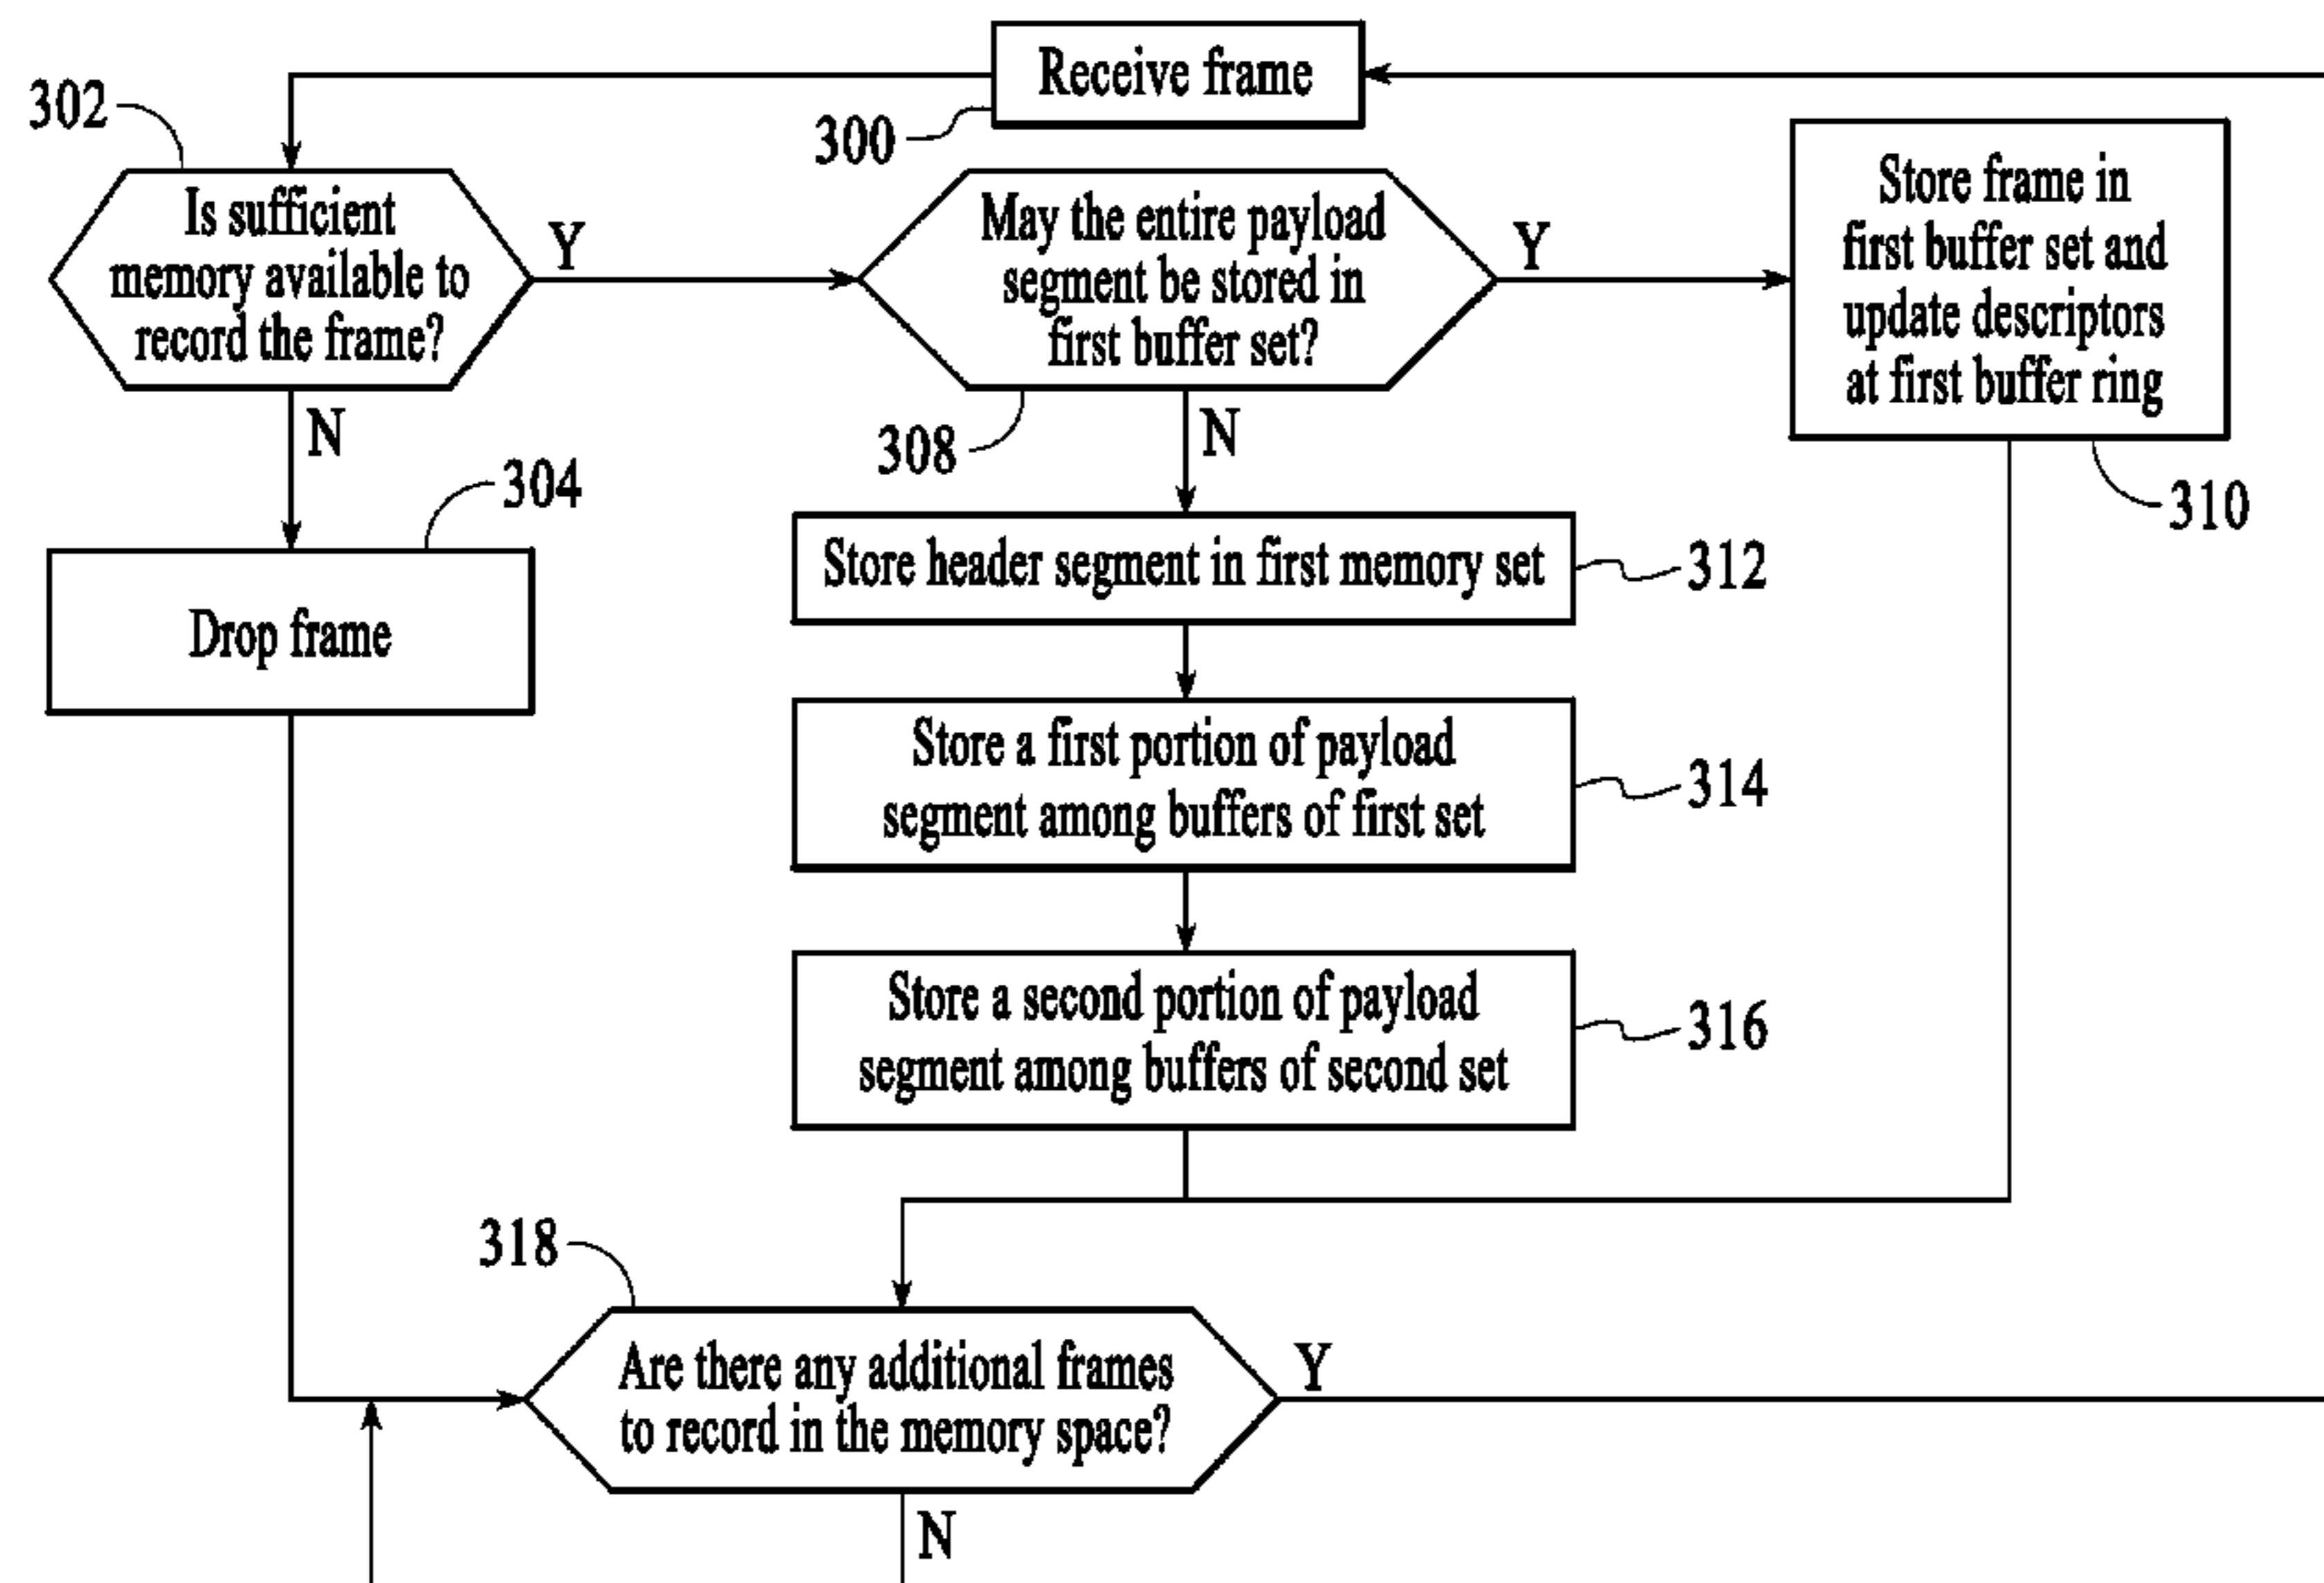 Receive frame
300
302
Is sufficient
memory available to
record the frame?
Y
N
May the entire payload
segment be stored in
first buffer set?
Y
N
308
Store frame in
first buffer set and
update descriptors
at first buffer ring
310
304
Drop frame
Store header segment in first memory set
312
Store a first portion of payload
segment among buffers of first set
314
Store a second portion of payload
segment among buffers of second set
316
318
Are there any additional frames
to record in the memory space?
Y
N